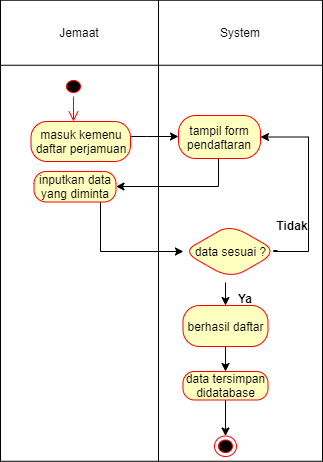 Jemaat
System
masuk kemenu
daftar perjamuan
tampil form
pendaftaran
inputkan data
yang diminta
Tidak
data sesuai ?
Ya
berhasil daftar
data tersimpan
didatabase